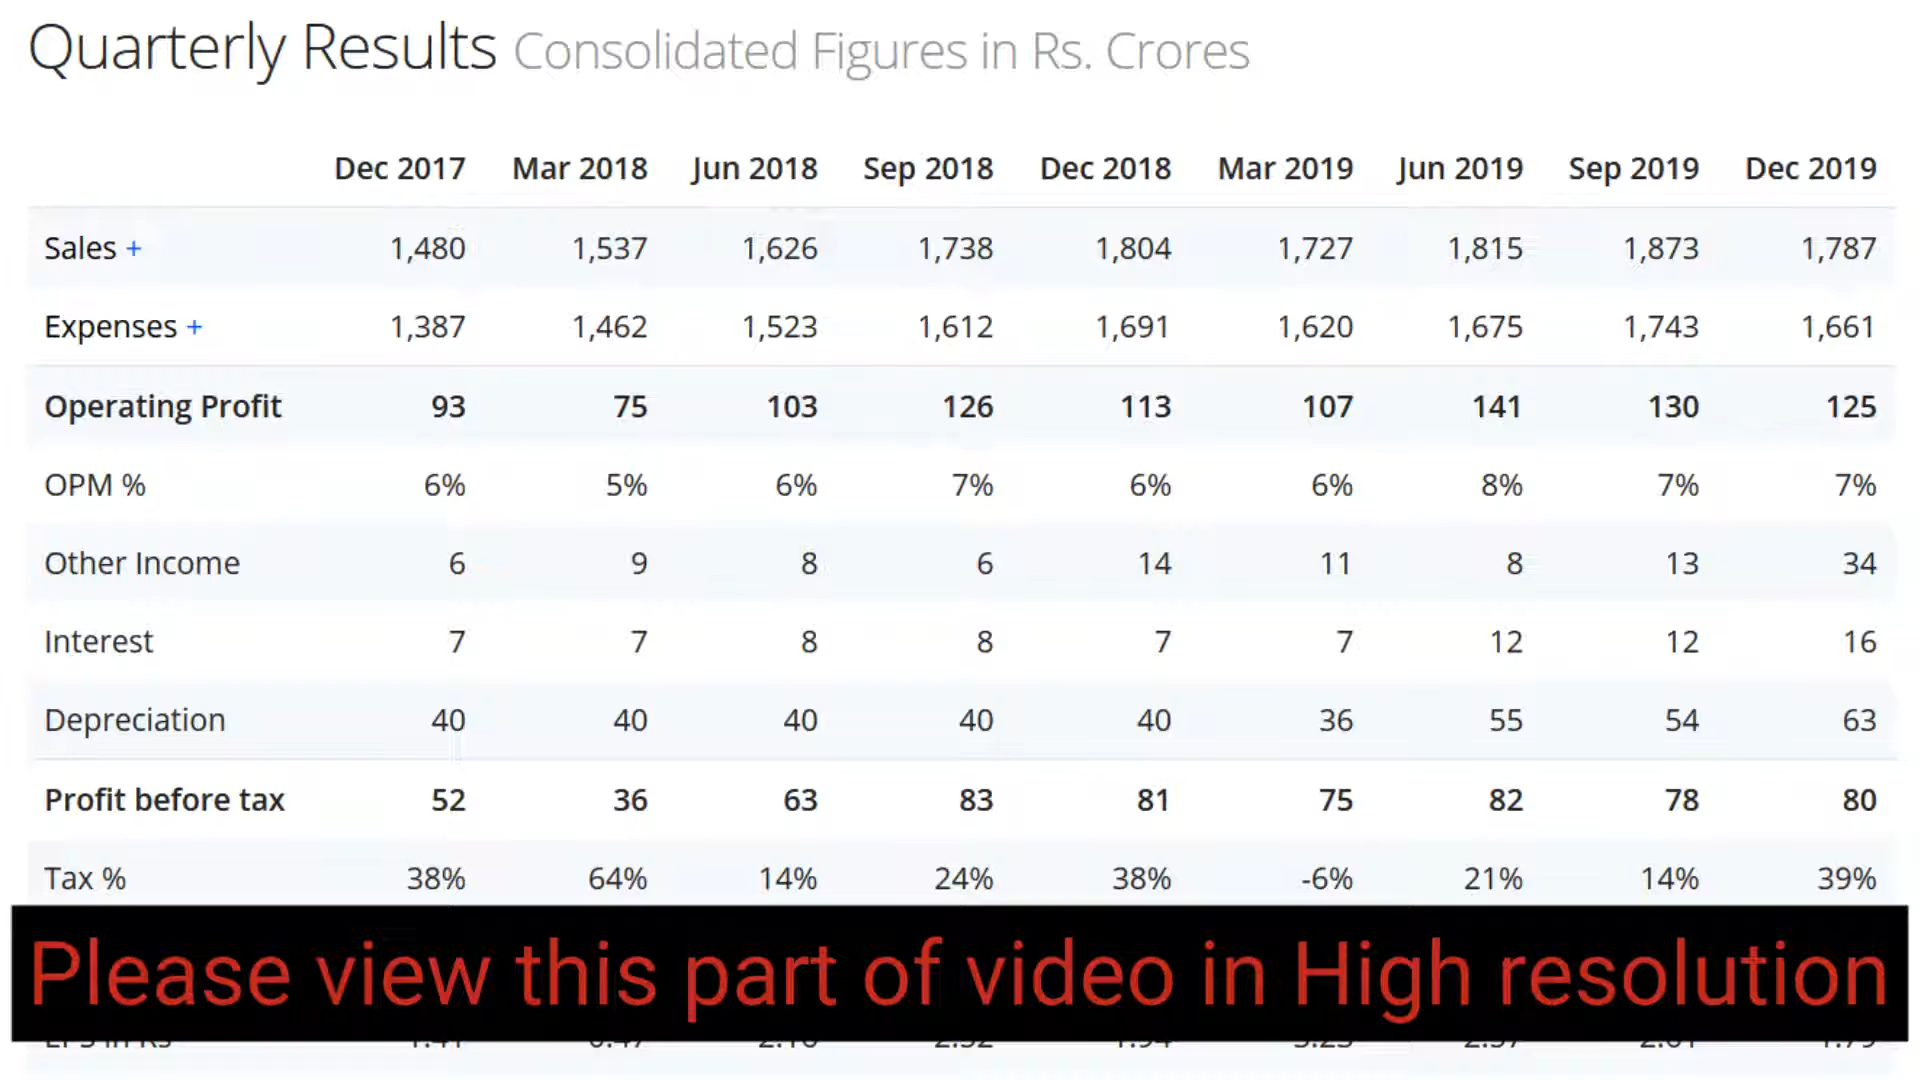 Quarterly Results Consolidated Figures in Rs. Crores
Dec 2017 Mar 2018 Jun 2018 Sep 2018 Dec 2018 Mar 2019 Jun 2019 Sep 2019 Dec 2019
Sales + 1,480 1,537 1,626 1,738 1,804 1,727 1,815 1,873 1,787
Expenses + 1,387 1,462 1,523 1,612 1,691 1,620 1,675 1,743 1,661
Operating Profit 93 75 103 126 113 107 141 130 125
OPM % 6% 5% 6% 7% 6% 6% 8% 7% 7%
Other Income 6 9 8 6 14 11 8 13 34
Interest 7 7 8 8 7 7 12 12 16
Depreciation 40 40 40 40 40 36 55 54 63
Profit before tax 52 36 63 83 81 75 82 78 80
Tax % 38% 64% 14% 24% 38% -6% 21% 14% 39%
Please view this part of video in High resolution